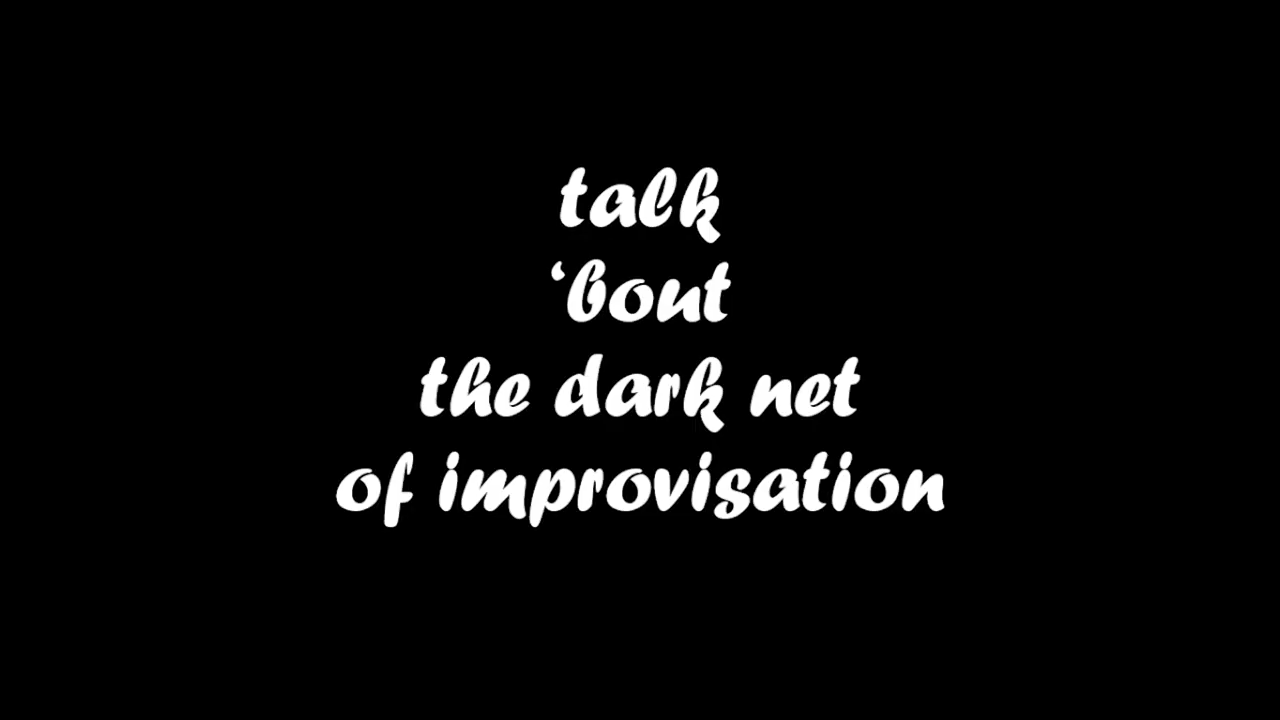 talk
‘bout
the dark net
of improvisation